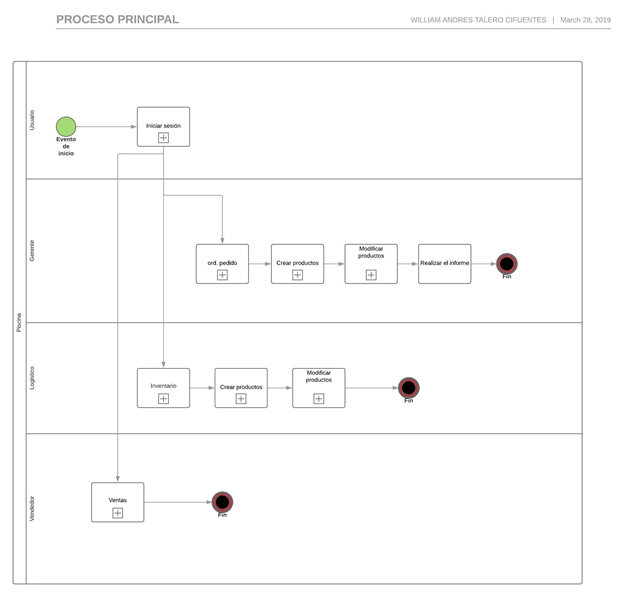 PROCESO PRINCIPAL
WILLIAM ANDRES TALERO CIFUENTES | March 28, 2019
Piscina
Usuario
Evento
de
inicio
Iniciar sesión
Gerente
ord. pedido
Crear productos
Modificar
productos
Realizar el informe
Fin
Logístico
Inventario
Crear productos
Modificar
productos
Fin
Vendedor
Ventas
Fin